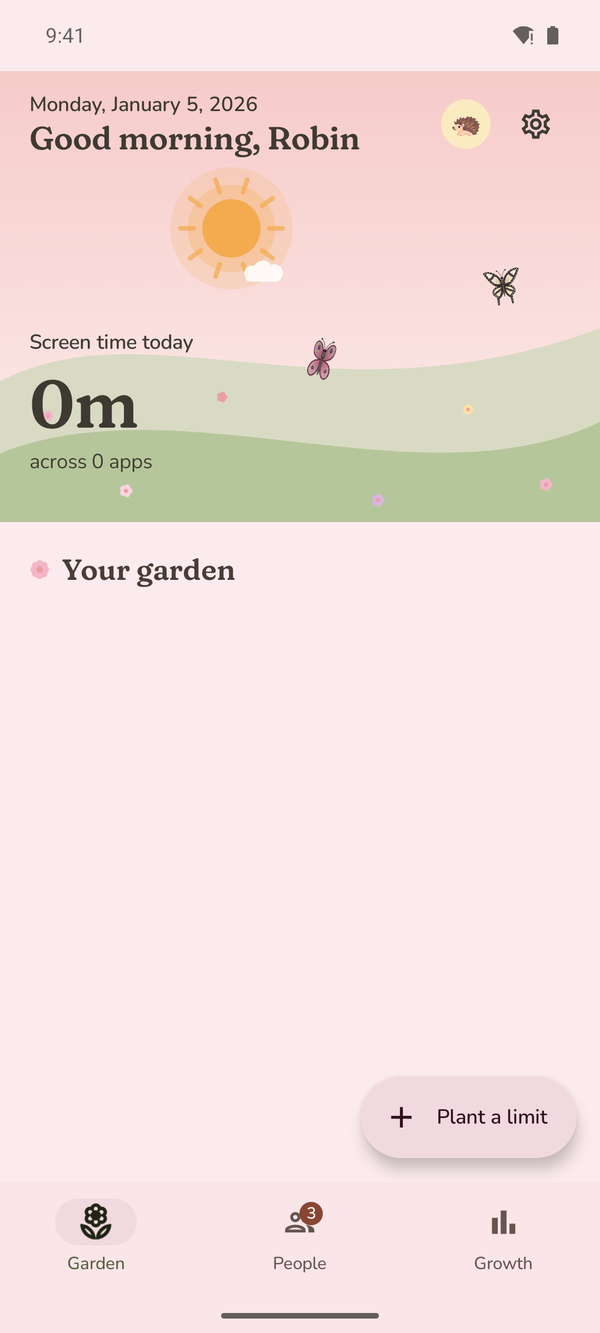 9:41
Monday, January 5, 2026
Good morning, Robin
Screen time today
0m
across 0 apps
Your garden
Plant a limit
3
Garden
People
Growth